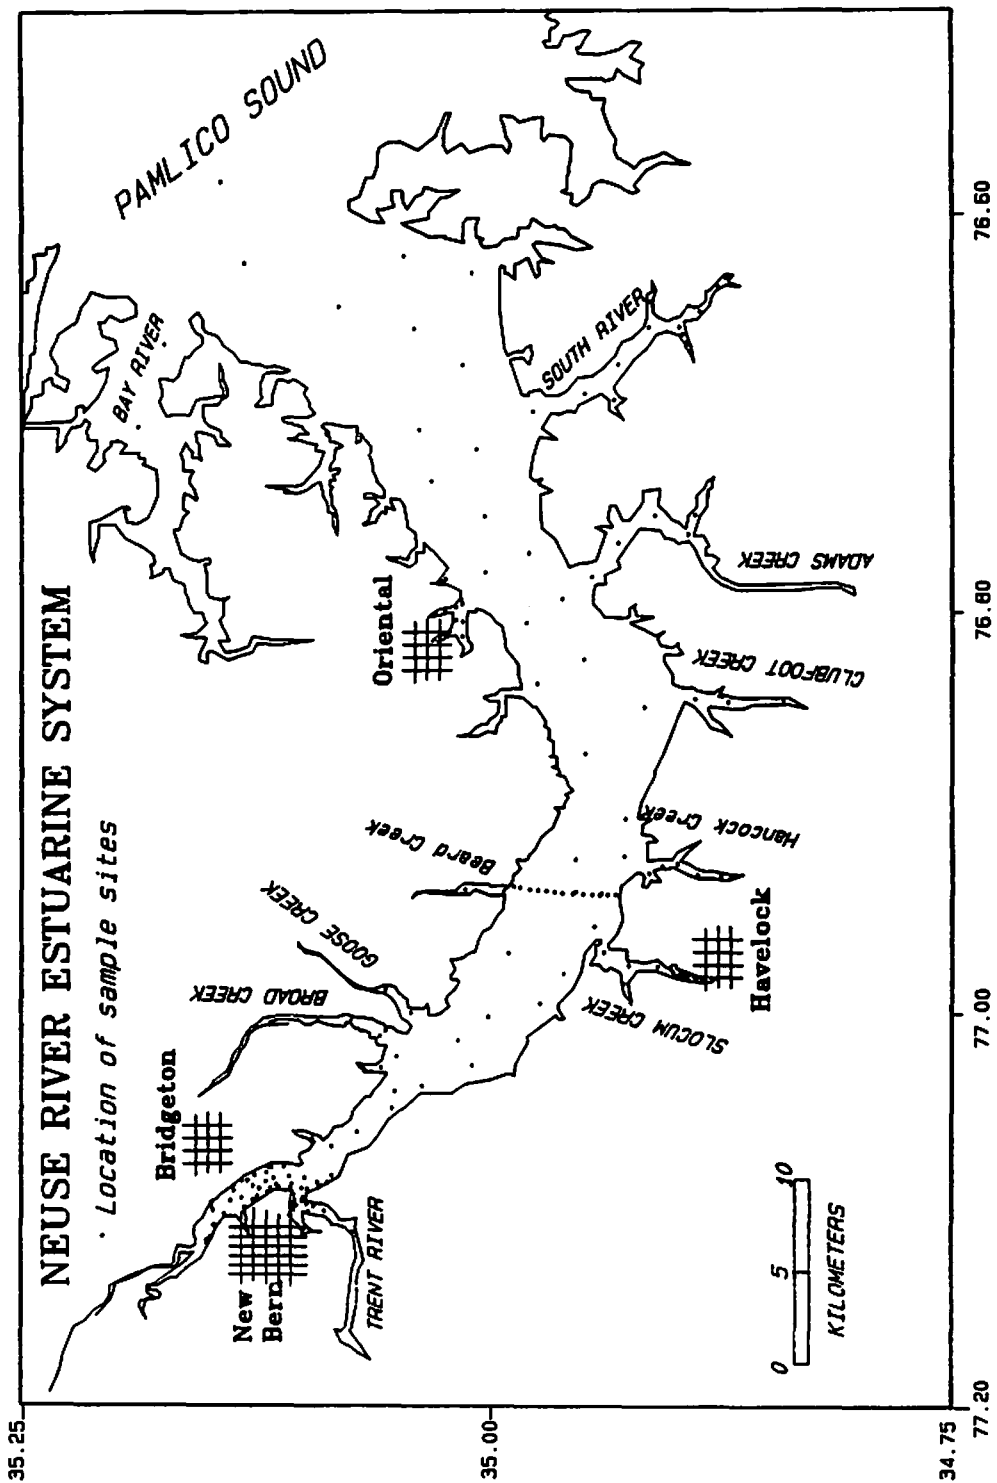 NEUSE RIVER ESTUARINE SYSTEM
· Location of sample sites
PAMLICO SOUND
BAY RIVER
Bridgeton
BROAD CREEK
GOOSE CREEK
Beard Creek
Oriental
SOUTH RIVER
New
Bern
TRENT RIVER
SLOCUM CREEK
Havelock
Hancock Creek
CLUBFOOT CREEK
ADAMS CREEK
0 5 10
KILOMETERS
35.25
35.00
34.75
77.20 77.00 76.80 76.60